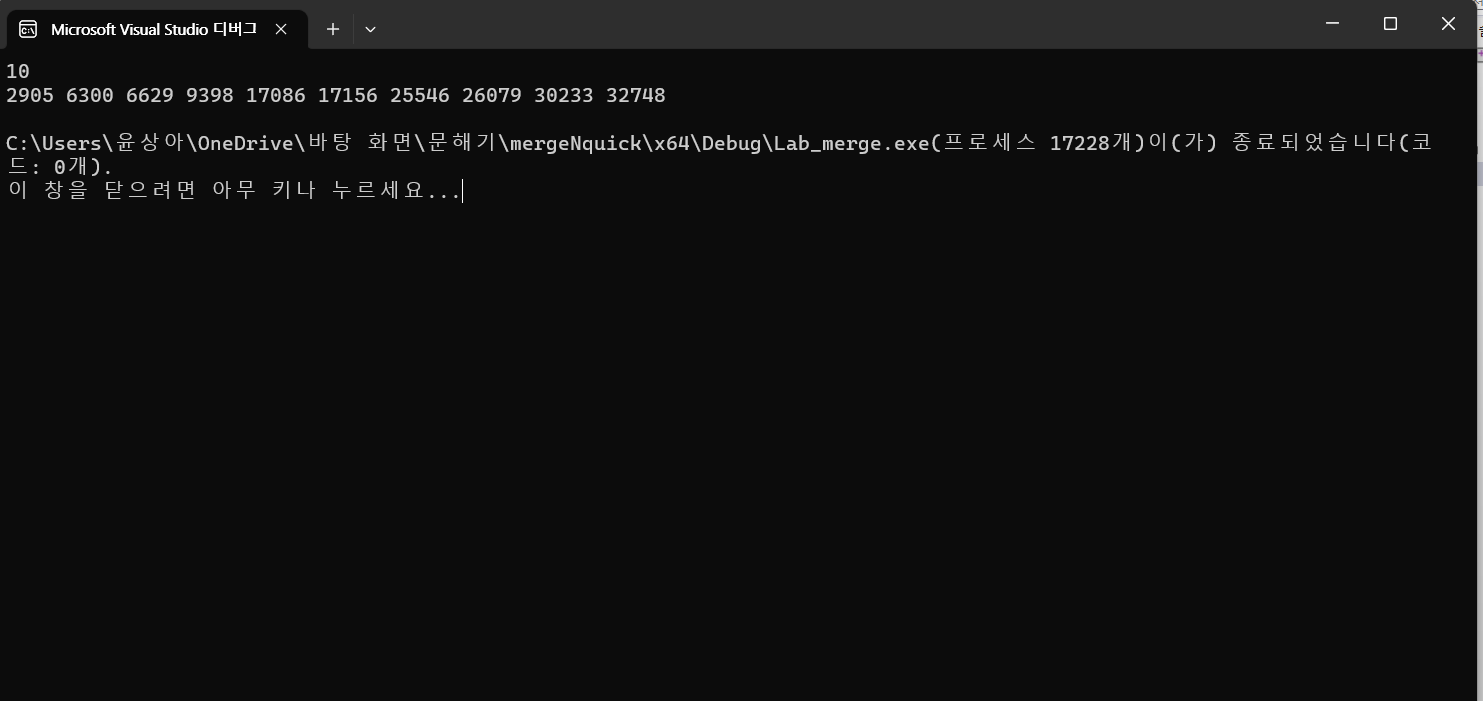 Microsoft Visual Studio 디버그
10
2905 6300 6629 9398 17086 17156 25546 26079 30233 32748
C:\Users\윤상아\OneDrive\바탕 화면\문해기\mergeNquick\x64\Debug\Lab_merge.exe(프로세스 17228개)이(가) 종료되었습니다(코
드: 0개).
이 창을 닫으려면 아무 키나 누르세요...